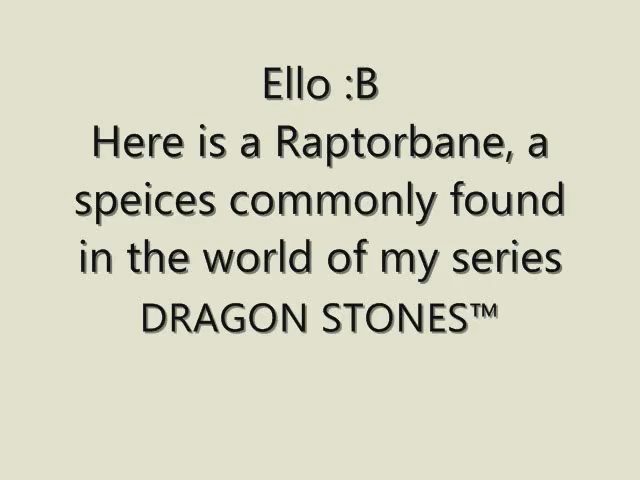 Ello :B
Here is a Raptorbane, a
speices commonly found
in the world of my series
DRAGON STONES™